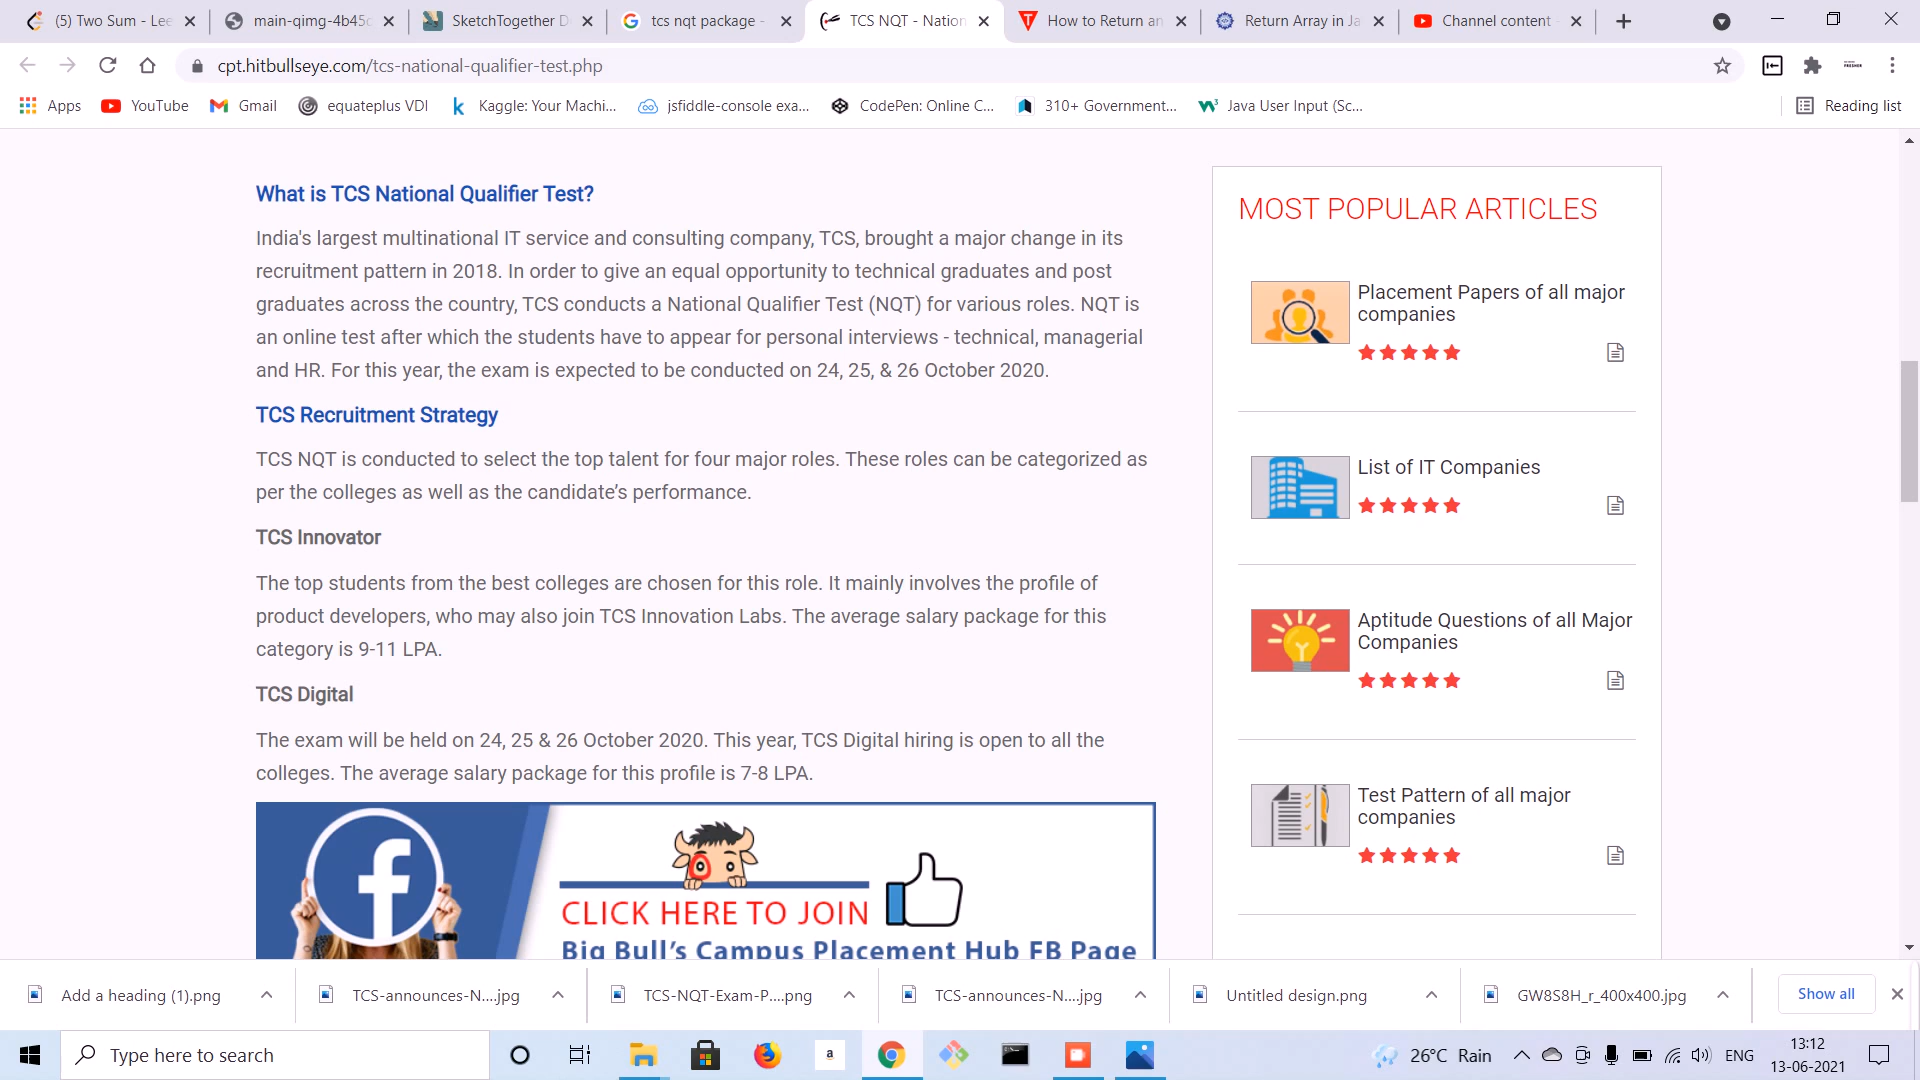 (5) Two Sum - Lee
main-qimg-4b45c
SketchTogether D
tcs nqt package -
TCS NQT - Nation
How to Return an
Return Array in Ja
Channel content -
cpt.hitbullseye.com/tcs-national-qualifier-test.php
Apps
YouTube
Gmail
equateplus VDI
Kaggle: Your Machi...
jsfiddle-console exa...
CodePen: Online C...
310+ Government...
Java User Input (Sc...
Reading list
What is TCS National Qualifier Test?
India's largest multinational IT service and consulting company, TCS, brought a major change in its
recruitment pattern in 2018. In order to give an equal opportunity to technical graduates and post
graduates across the country, TCS conducts a National Qualifier Test (NQT) for various roles. NQT is
an online test after which the students have to appear for personal interviews - technical, managerial
and HR. For this year, the exam is expected to be conducted on 24, 25, & 26 October 2020.
TCS Recruitment Strategy
TCS NQT is conducted to select the top talent for four major roles. These roles can be categorized as
per the colleges as well as the candidate’s performance.
TCS Innovator
The top students from the best colleges are chosen for this role. It mainly involves the profile of
product developers, who may also join TCS Innovation Labs. The average salary package for this
category is 9-11 LPA.
TCS Digital
The exam will be held on 24, 25 & 26 October 2020. This year, TCS Digital hiring is open to all the
colleges. The average salary package for this profile is 7-8 LPA.
CLICK HERE TO JOIN
Big Bull's Campus Placement Hub FB Page
MOST POPULAR ARTICLES
Placement Papers of all major
companies
List of IT Companies
Aptitude Questions of all Major
Companies
Test Pattern of all major
companies
Add a heading (1).png
TCS-announces-N....jpg
TCS-NQT-Exam-P....png
TCS-announces-N....jpg
Untitled design.png
GW8S8H_r_400x400.jpg
Show all
Type here to search
26°C Rain
ENG
13:12
13-06-2021